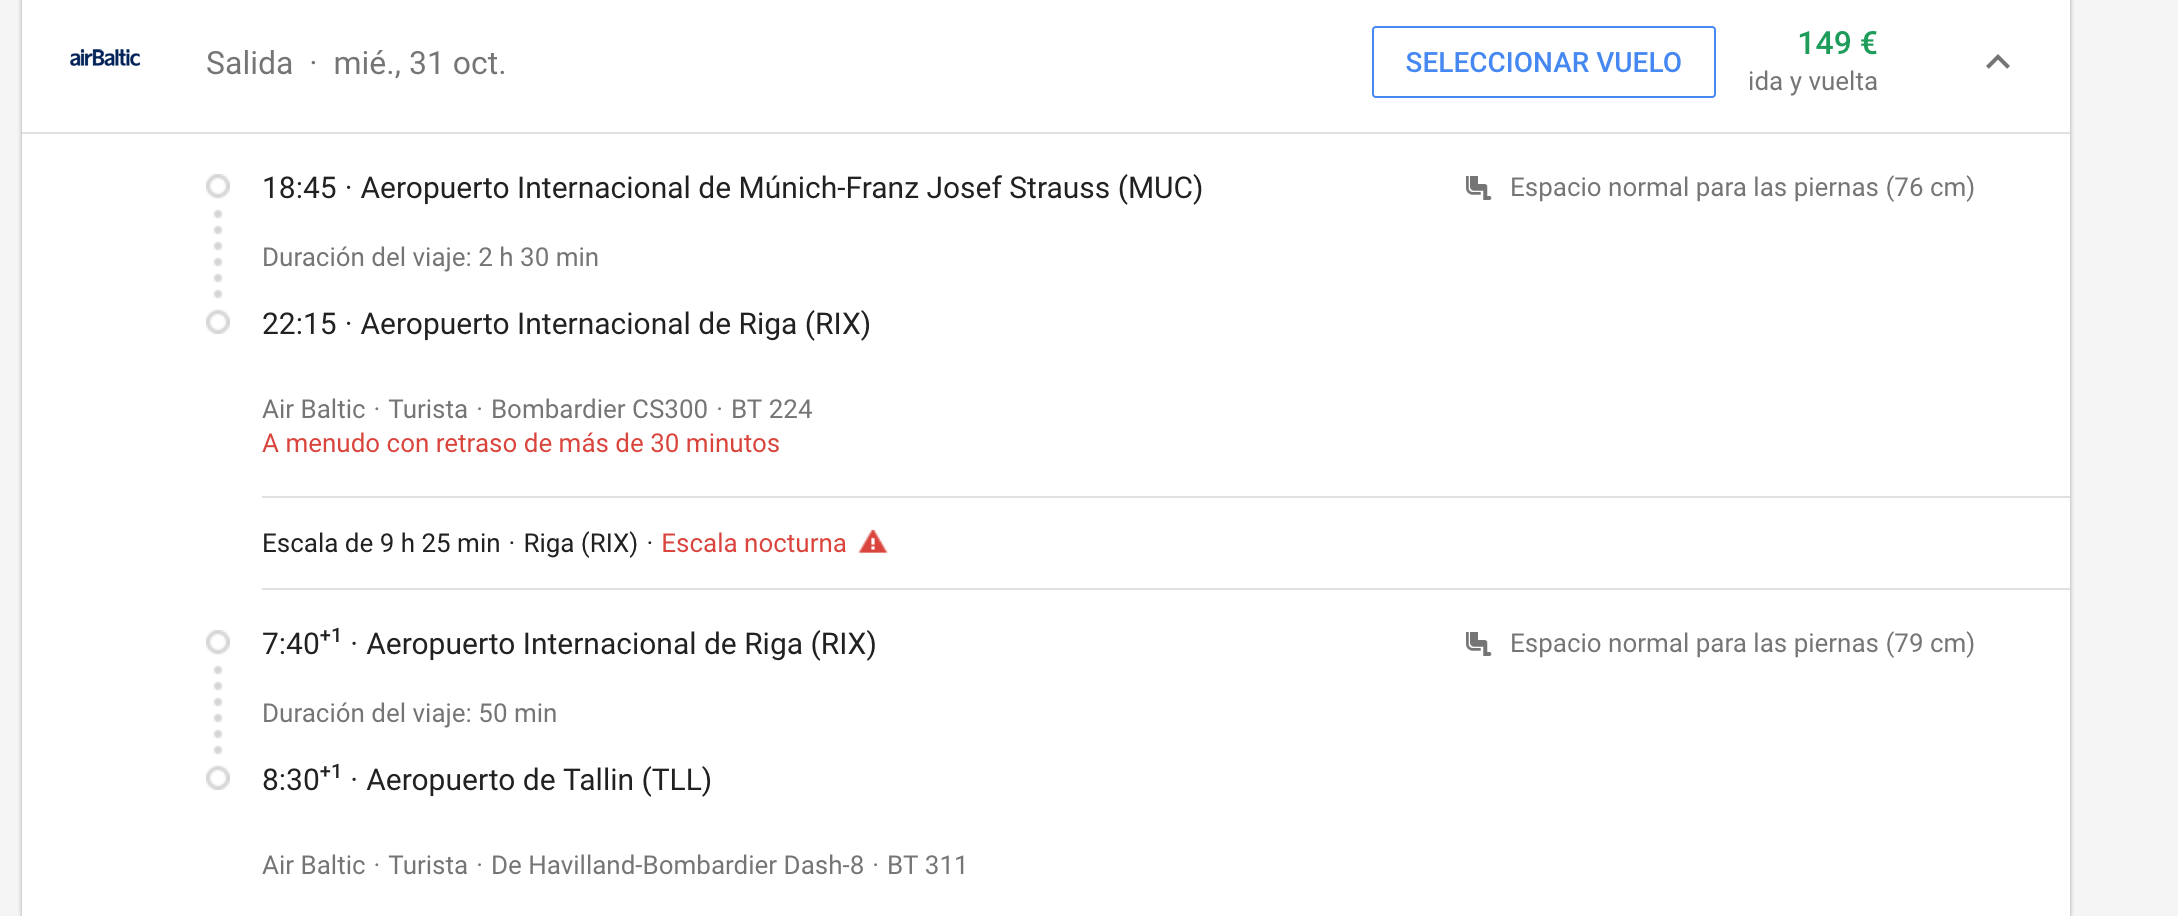 airBaltic
Salida · mié., 31 oct.
SELECCIONAR VUELO
149 €
ida y vuelta
18:45 · Aeropuerto Internacional de Múnich-Franz Josef Strauss (MUC)
Espacio normal para las piernas (76 cm)
Duración del viaje: 2 h 30 min
22:15 · Aeropuerto Internacional de Riga (RIX)
Air Baltic · Turista · Bombardier CS300 · BT 224
A menudo con retraso de más de 30 minutos
Escala de 9 h 25 min · Riga (RIX) · Escala nocturna
7:40+1 · Aeropuerto Internacional de Riga (RIX)
Espacio normal para las piernas (79 cm)
Duración del viaje: 50 min
8:30+1 · Aeropuerto de Tallin (TLL)
Air Baltic · Turista · De Havilland-Bombardier Dash-8 · BT 311